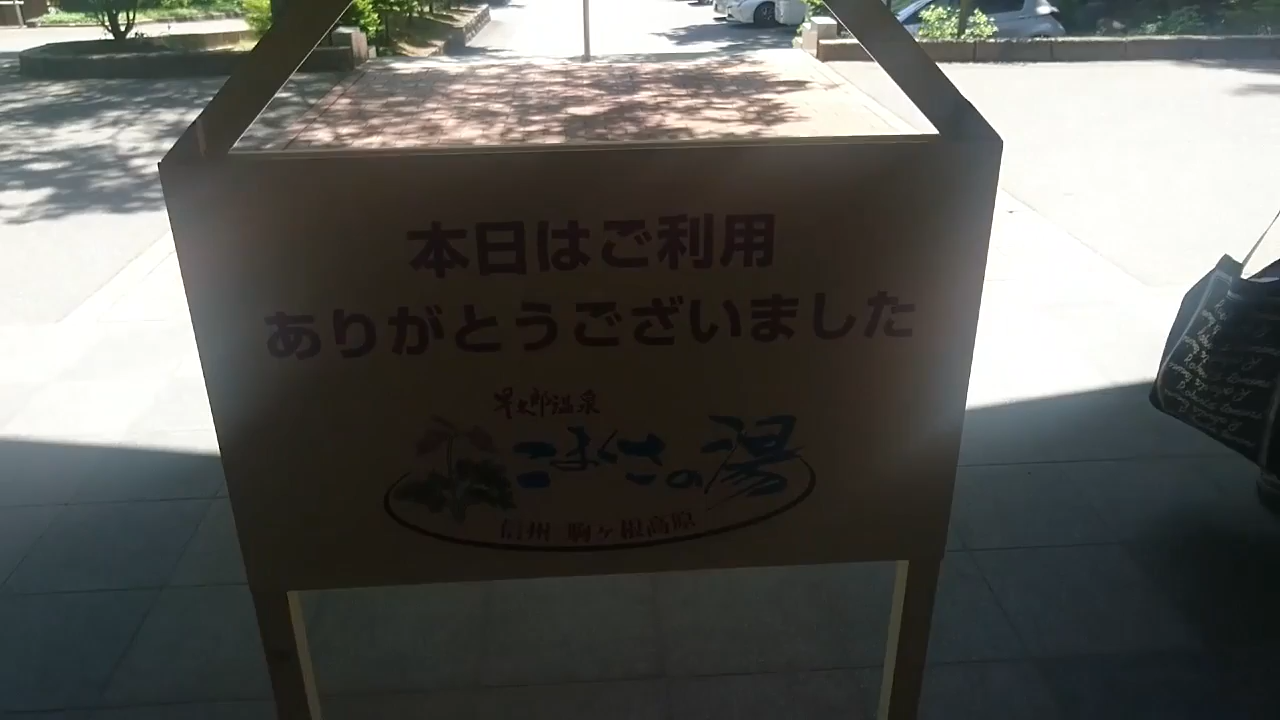 本日はご利用
ありがとうございました
早太郎温泉
こまくさの湯
信州 駒ヶ根高原